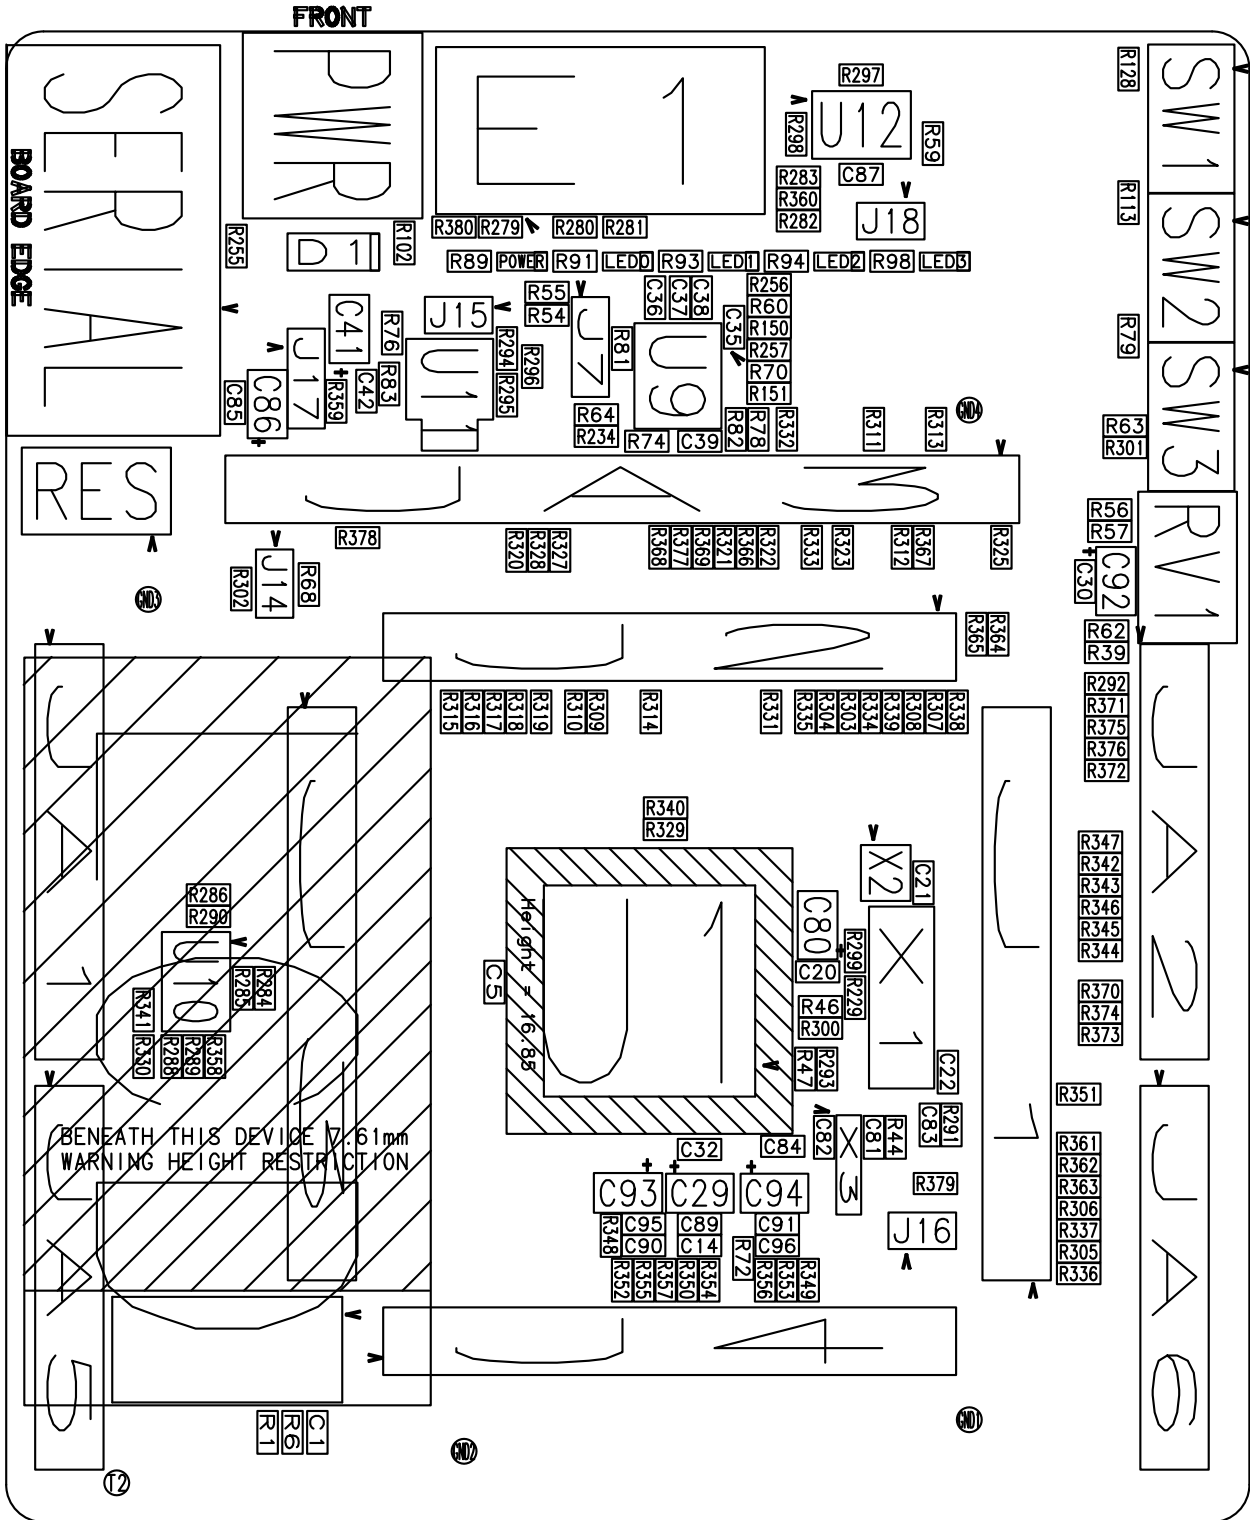 FRONT
SERIAL
BOARD EDGE
PWR
E1
R297
R298
U12
R59
C87
R128
SW1
R283
R360
R282
J18
R113
SW2
R380
R279
R280
R281
R255
D1
R102
R89
POWER
R91
LED0
R93
LED1
R94
LED2
R98
LED3
C41
R76
J15
R55
R54
J7
R81
C36
C37
C38
C35
R256
R60
R150
R257
R70
R151
R79
SW3
J17
U11
R294
R296
R295
U9
C85
C86
R359
C42
R83
R64
R234
R74
C39
R82
R78
R332
R311
R313
GND4
R63
R301
RES
JA3
R56
R57
RV1
R378
R320
R328
R327
R368
R377
R369
R321
R366
R322
R333
R323
R312
R367
R325
C30
C92
R302
J14
R68
GND3
J2
R365
R364
R62
R39
R315
R316
R317
R318
R319
R310
R309
R314
R331
R335
R304
R303
R334
R339
R308
R307
R338
R292
R371
R375
R376
R372
JA1
JA2
J1
R340
R329
R347
R342
R343
R346
R345
R344
X2
C21
R286
R290
U10
R285
R284
R341
R330
R288
R289
R358
C5
Height = 16.85
U1
C80
C20
R299
R229
R46
R300
X1
R47
R293
C22
R370
R374
R373
R351
BENEATH THIS DEVICE 7.61mm
WARNING HEIGHT RESTRICTION
C32
C84
C82
X3
C81
R44
C83
R291
R361
R362
R363
R306
R337
R305
R336
JA6
C93
C29
C94
R379
J16
R348
C95
C90
C89
C14
R72
C91
C96
R352
R355
R357
R350
R354
R356
R353
R349
JA5
J4
R1
R6
C1
GND2
GND1
T2